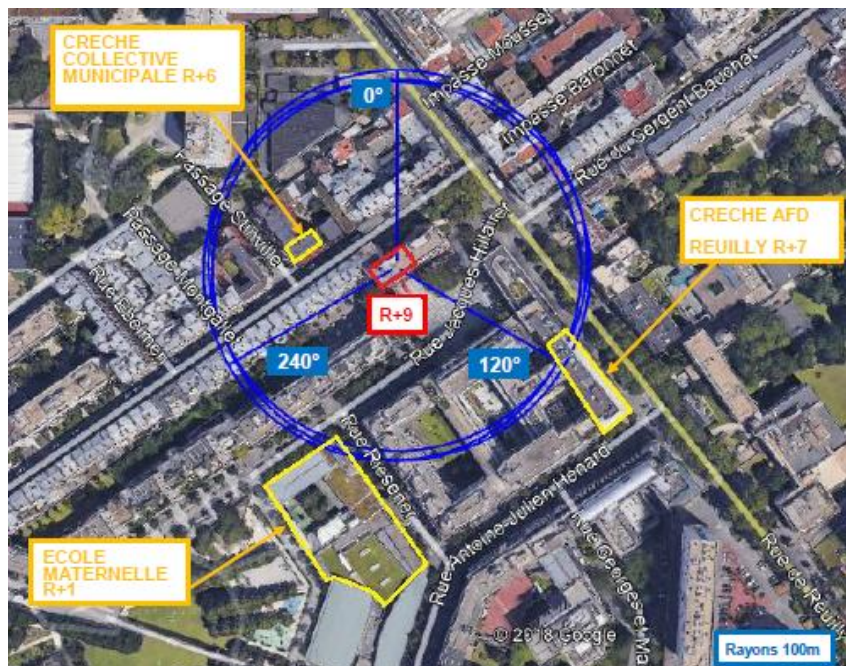 CRECHE
COLLECTIVE
MUNICIPALE R+6
0°
Impasse Mousset
Impasse Baronnet
Rue du Sergent Bauchat
Passage Stinville
Passage Montgallet
Rue Erard
CRECHE AFD
REUILLY R+7
R+9
Rue Jacques Hillairet
240°
120°
Rue Riesener
Rue Antoine-Julien Hénard
ECOLE
MATERNELLE
R+1
Rue de Reuilly
© 2018 Google
Rayons 100m